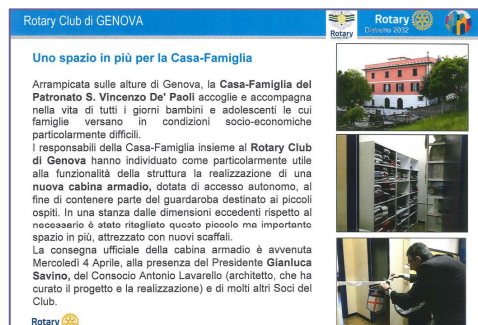 Rotary Club di GENOVA
Rotary
Rotary
Distretto 2032
Uno spazio in più per la Casa-Famiglia
Arrampicata sulle alture di Genova, la Casa-Famiglia del
Patronato S. Vincenzo De' Paoli accoglie e accompagna
nella vita di tutti i giorni bambini e adolescenti le cui
famiglie versano in condizioni socio-economiche
particolarmente difficili.
I responsabili della Casa-Famiglia insieme al Rotary Club
di Genova hanno individuato come particolarmente utile
alla funzionalità della struttura la realizzazione di una
nuova cabina armadio, dotata di accesso autonomo, al
fine di contenere parte del guardaroba destinato ai piccoli
ospiti. In una stanza dalle dimensioni eccedenti rispetto al
necessario è stato ritagliato questo piccolo ma importante
spazio in più, attrezzato con nuovi scaffali.
La consegna ufficiale della cabina armadio è avvenuta
Mercoledì 4 Aprile, alla presenza del Presidente Gianluca
Savino, del Consocio Antonio Lavarello (architetto, che ha
curato il progetto e la realizzazione) e di molti altri Soci del
Club.
Rotary